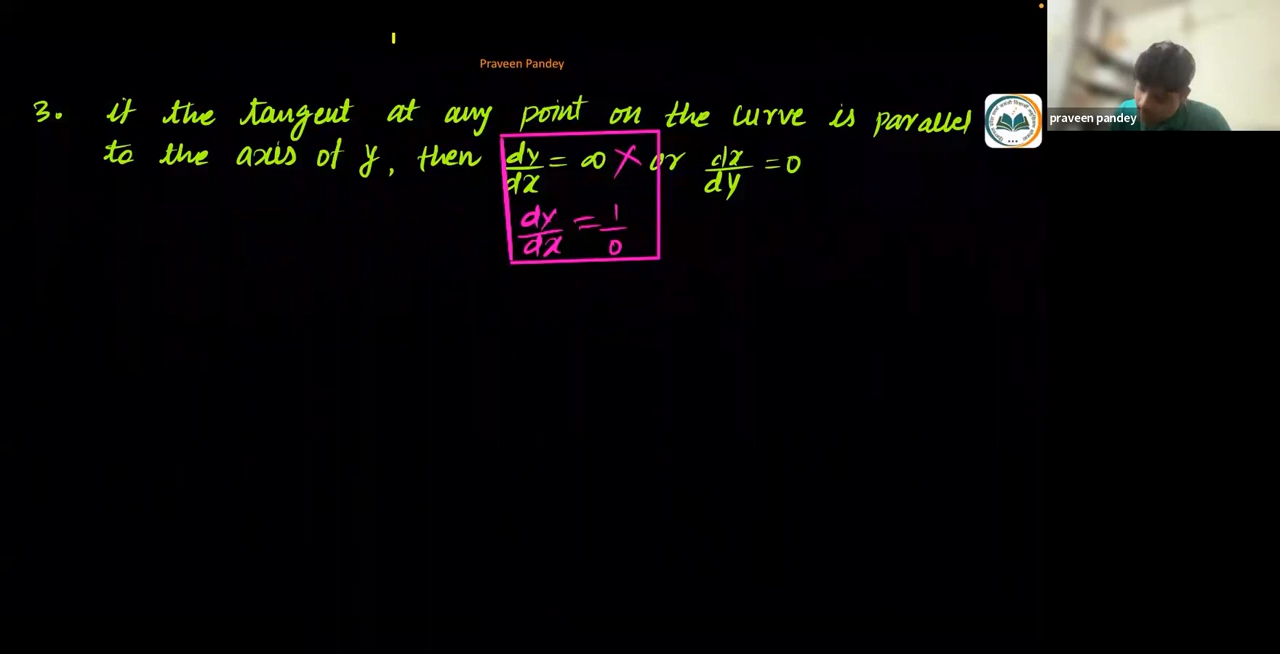 Praveen Pandey
praveen pandey
3. if the tangent at any point on the curve is parallel
to the axis of y, then dy/dx = ∞ × or dx/dy = 0
dy/dx = 1/0